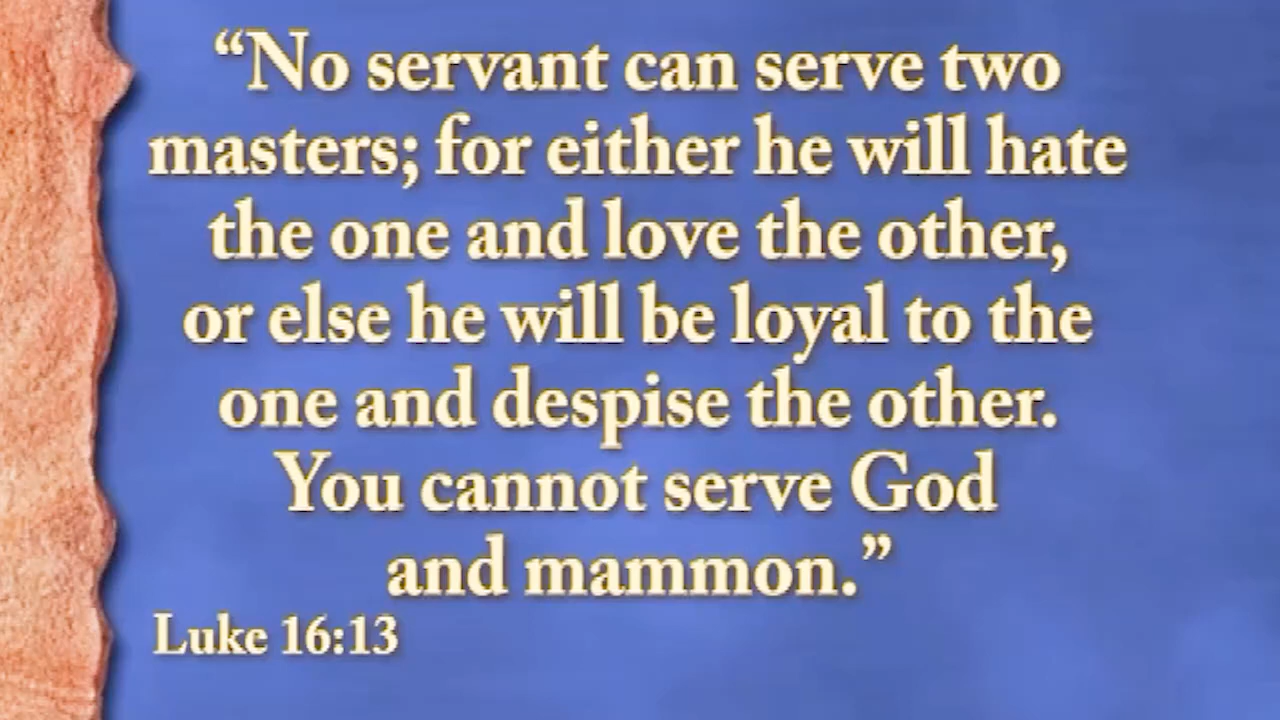 “No servant can serve two
masters; for either he will hate
the one and love the other,
or else he will be loyal to the
one and despise the other.
You cannot serve God
and mammon.”
Luke 16:13